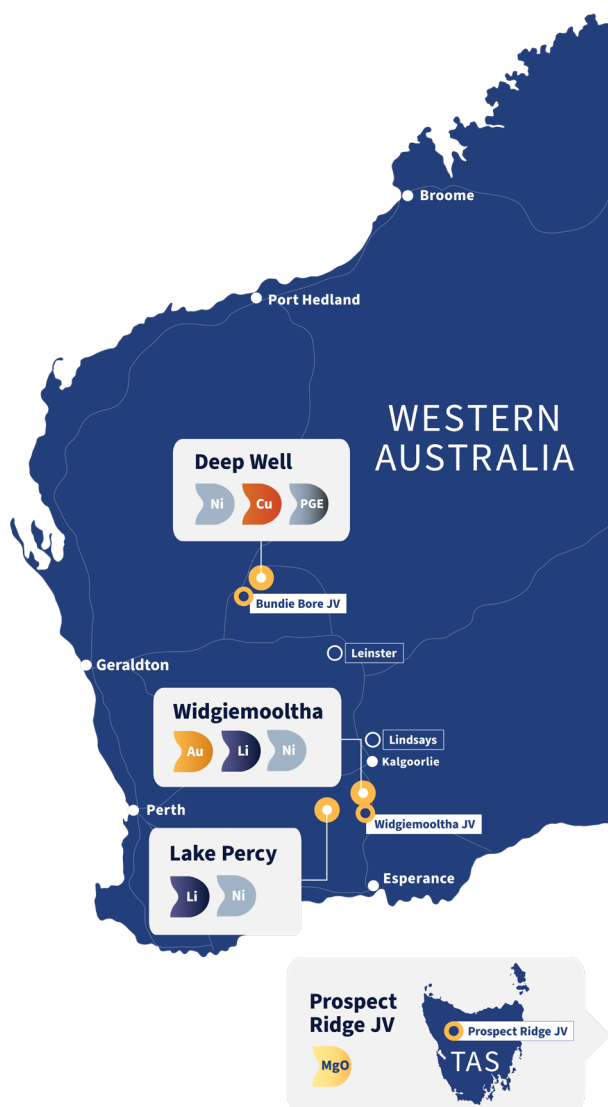 Broome
Port Hedland
WESTERN
AUSTRALIA
Deep Well
Ni Cu PGE
Bundie Bore JV
Leinster
Geraldton
Widgiemooltha
Au Li Ni
Lindsays
Kalgoorlie
Perth
Widgiemooltha JV
Lake Percy
Li Ni
Esperance
Prospect
Ridge JV
MgO
Prospect Ridge JV
TAS